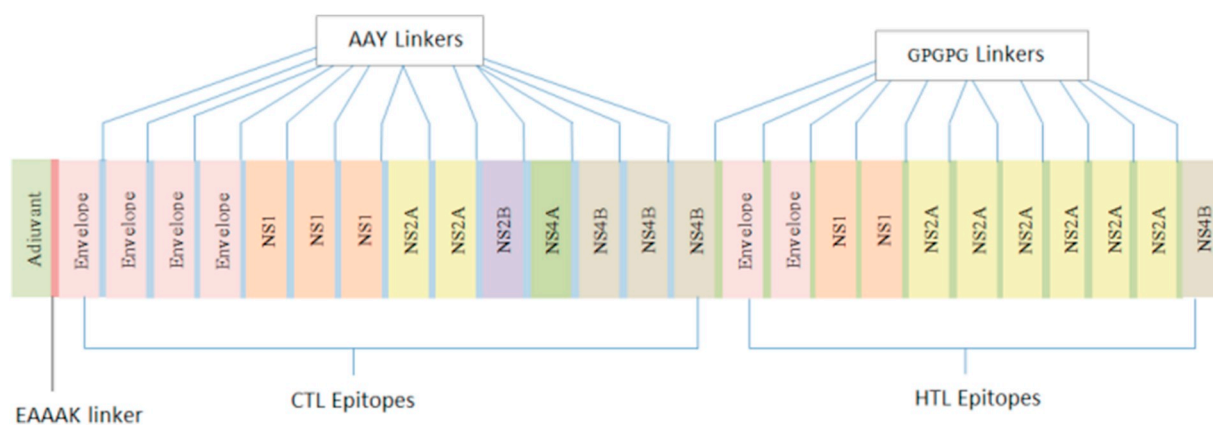 AAY Linkers
GPGPG Linkers
Adiuvant
Envelope
Envelope
Envelope
Envelope
NS1
NS1
NS1
NS2A
NS2A
NS2B
NS4A
NS4B
NS4B
NS4B
Envelope
Envelope
NS1
NS1
NS2A
NS2A
NS2A
NS2A
NS2A
NS2A
NS4B
CTL Epitopes
HTL Epitopes
EAAAK linker